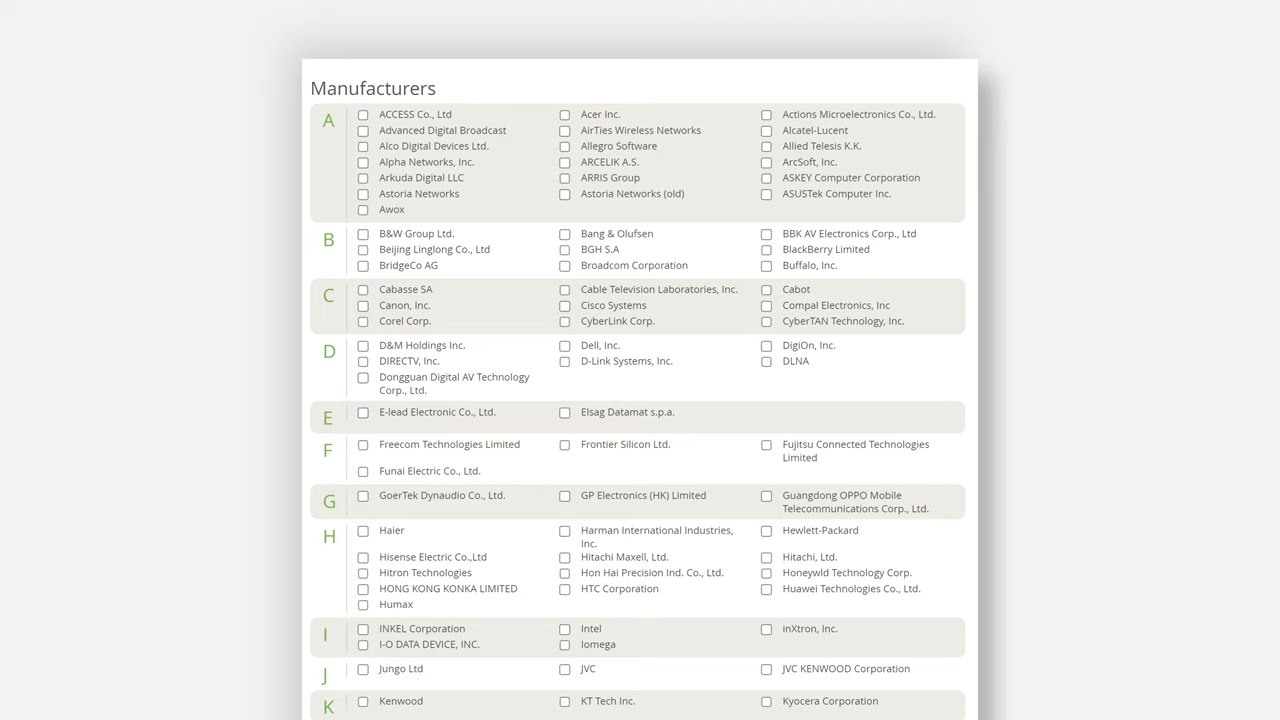 Manufacturers
A
ACCESS Co., Ltd
Acer Inc.
Actions Microelectronics Co., Ltd.
Advanced Digital Broadcast
AirTies Wireless Networks
Alcatel-Lucent
Alco Digital Devices Ltd.
Allegro Software
Allied Telesis K.K.
Alpha Networks, Inc.
ARCELIK A.S.
ArcSoft, Inc.
Arkuda Digital LLC
ARRIS Group
ASKEY Computer Corporation
Astoria Networks
Astoria Networks (old)
ASUSTek Computer Inc.
Awox
B
B&W Group Ltd.
Bang & Olufsen
BBK AV Electronics Corp., Ltd
Beijing Linglong Co., Ltd
BGH S.A
BlackBerry Limited
BridgeCo AG
Broadcom Corporation
Buffalo, Inc.
C
Cabasse SA
Cable Television Laboratories, Inc.
Cabot
Canon, Inc.
Cisco Systems
Compal Electronics, Inc
Corel Corp.
CyberLink Corp.
CyberTAN Technology, Inc.
D
D&M Holdings Inc.
Dell, Inc.
DigiOn, Inc.
DIRECTV, Inc.
D-Link Systems, Inc.
DLNA
Dongguan Digital AV Technology
Corp., Ltd.
E
E-lead Electronic Co., Ltd.
Elsag Datamat s.p.a.
F
Freecom Technologies Limited
Frontier Silicon Ltd.
Fujitsu Connected Technologies
Limited
Funai Electric Co., Ltd.
G
GoerTek Dynaudio Co., Ltd.
GP Electronics (HK) Limited
Guangdong OPPO Mobile
Telecommunications Corp., Ltd.
H
Haier
Harman International Industries,
Inc.
Hewlett-Packard
Hisense Electric Co.,Ltd
Hitachi Maxell, Ltd.
Hitachi, Ltd.
Hitron Technologies
Hon Hai Precision Ind. Co., Ltd.
Honeywld Technology Corp.
HONG KONG KONKA LIMITED
HTC Corporation
Huawei Technologies Co., Ltd.
Humax
I
INKEL Corporation
Intel
inXtron, Inc.
I-O DATA DEVICE, INC.
Iomega
J
Jungo Ltd
JVC
JVC KENWOOD Corporation
K
Kenwood
KT Tech Inc.
Kyocera Corporation